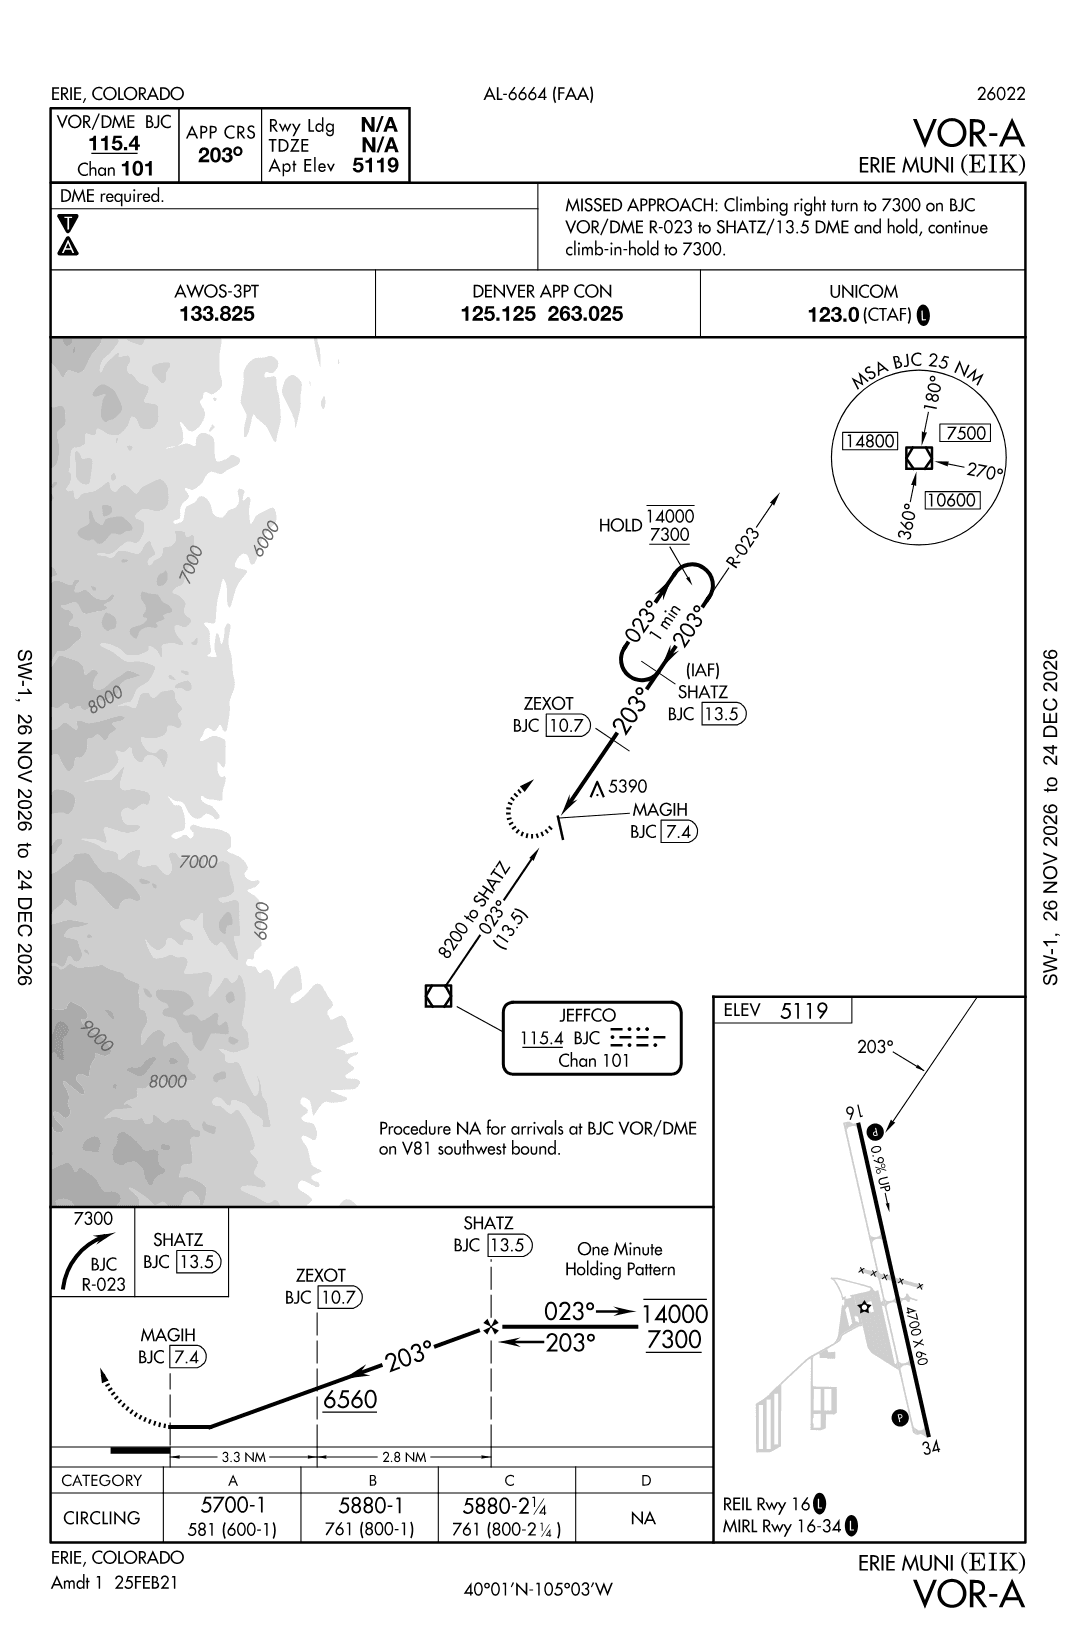 ERIE, COLORADO
AL-6664 (FAA)
26022
VOR/DME BJC
115.4
Chan 101
APP CRS
203°
Rwy Ldg N/A
TDZE N/A
Apt Elev 5119
VOR-A
ERIE MUNI (EIK)
DME required.
T
A
MISSED APPROACH: Climbing right turn to 7300 on BJC
VOR/DME R-023 to SHATZ/13.5 DME and hold, continue
climb-in-hold to 7300.
AWOS-3PT
133.825
DENVER APP CON
125.125 263.025
UNICOM
123.0 (CTAF) L
MSA BJC 25 NM
180°
14800
7500
270°
10600
360°
HOLD 14000
7300
R-023
023°
1 min
203°
(IAF)
SHATZ
BJC 13.5
ZEXOT
BJC 10.7
203°
5390
MAGIH
BJC 7.4
8200 to SHATZ
023°
(13.5)
JEFFCO
115.4 BJC
Chan 101
7000
6000
8000
7000
6000
9000
8000
Procedure NA for arrivals at BJC VOR/DME
on V81 southwest bound.
SW-1, 26 NOV 2026 to 24 DEC 2026
SW-1, 26 NOV 2026 to 24 DEC 2026
ELEV 5119
203°
16
P
0.9% UP
4700 X 60
P
34
REIL Rwy 16 L
MIRL Rwy 16-34 L
7300
BJC
R-023
SHATZ
BJC 13.5
MAGIH
BJC 7.4
ZEXOT
BJC 10.7
SHATZ
BJC 13.5
One Minute
Holding Pattern
023°
203°
14000
7300
203°
6560
3.3 NM
2.8 NM
CATEGORY A B C D
CIRCLING
5700-1
581 (600-1)
5880-1
761 (800-1)
5880-2¼
761 (800-2¼)
NA
ERIE, COLORADO
Amdt 1 25FEB21
40°01'N-105°03'W
ERIE MUNI (EIK)
VOR-A